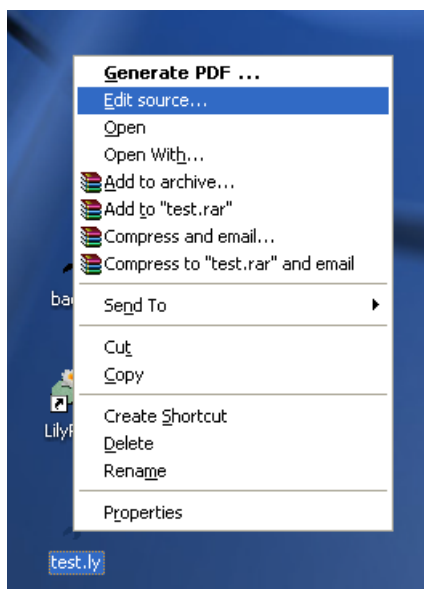 Generate PDF ...
Edit source...
Open
Open With...
Add to archive...
Add to "test.rar"
Compress and email...
Compress to "test.rar" and email
Send To
Cut
Copy
Create Shortcut
Delete
Rename
Properties
test.ly